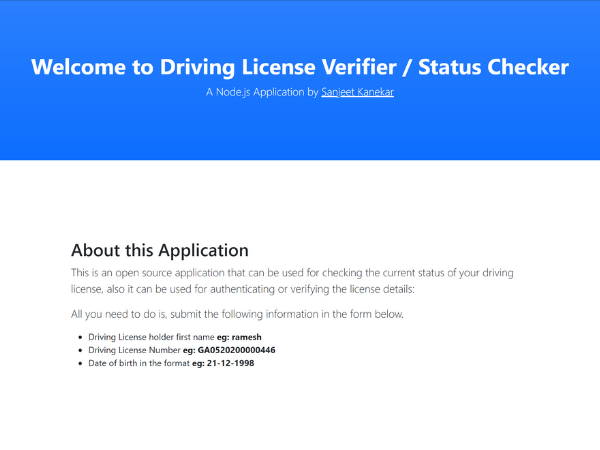 Welcome to Driving License Verifier / Status Checker
A Node.js Application by Sanjeet Kanekar
About this Application
This is an open source application that can be used for checking the current status of your driving
license, also it can be used for authenticating or verifying the license details:
All you need to do is, submit the following information in the form below.
• Driving License holder first name eg: ramesh
• Driving License Number eg: GA0520200000446
• Date of birth in the format eg: 21-12-1998